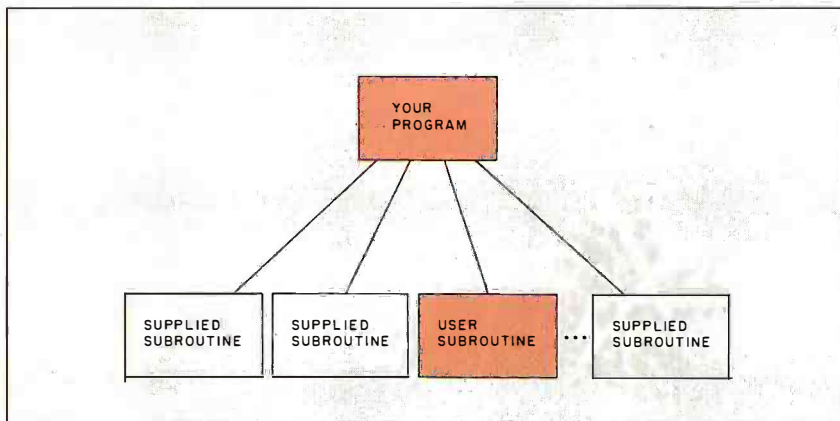 YOUR
PROGRAM
SUPPLIED
SUBROUTINE
SUPPLIED
SUBROUTINE
USER
SUBROUTINE
...
SUPPLIED
SUBROUTINE